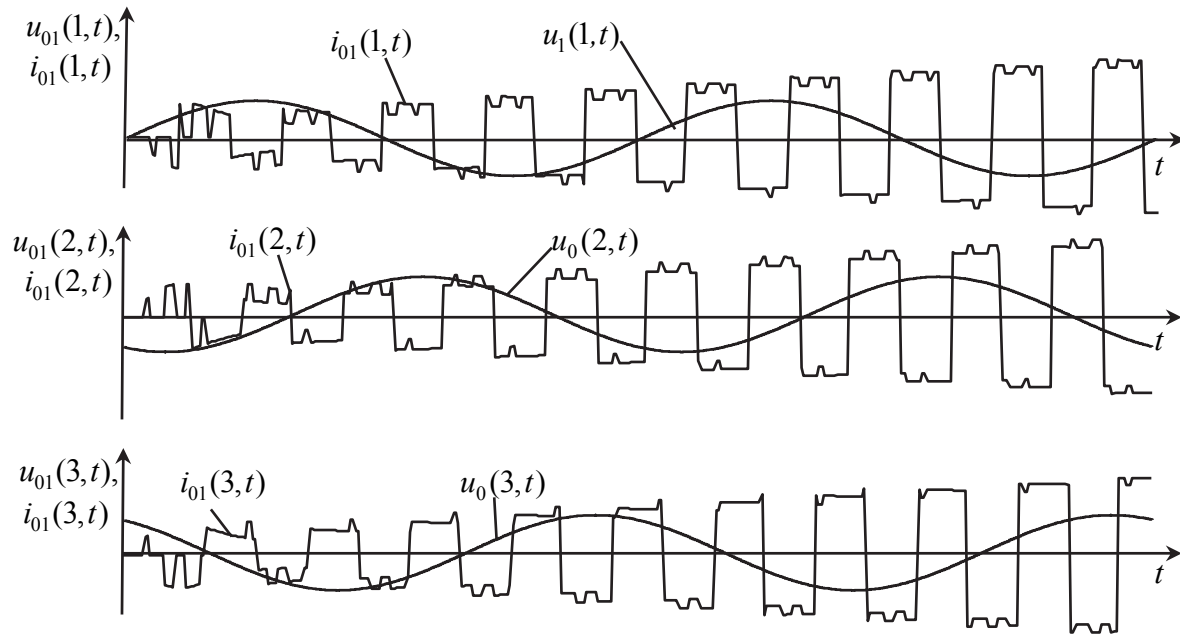 u₀₁(1,t),
i₀₁(1,t)
i₀₁(1,t)
u₁(1,t)
t
u₀₁(2,t),
i₀₁(2,t)
i₀₁(2,t)
u₀(2,t)
t
u₀₁(3,t),
i₀₁(3,t)
i₀₁(3,t)
u₀(3,t)
t